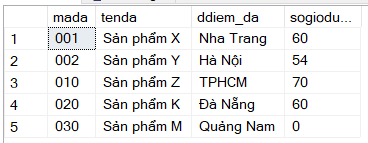 mada tenda ddiem_da sogiodu...
1 001 Sản phẩm X Nha Trang 60
2 002 Sản phẩm Y Hà Nội 54
3 010 Sản phẩm Z TPHCM 70
4 020 Sản phẩm K Đà Nẵng 60
5 030 Sản phẩm M Quảng Nam 0